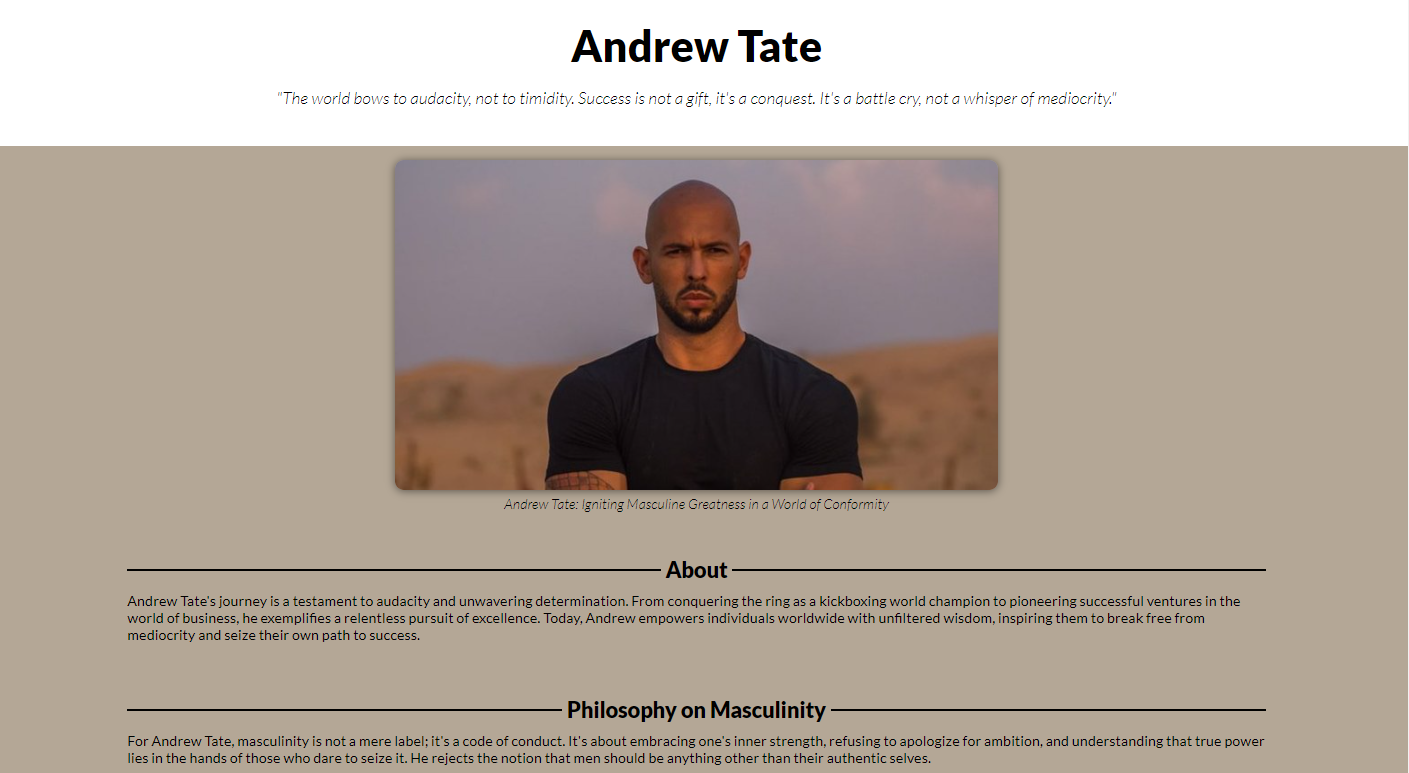 Andrew Tate
"The world bows to audacity, not to timidity. Success is not a gift, it's a conquest. It's a battle cry, not a whisper of mediocrity."
Andrew Tate: Igniting Masculine Greatness in a World of Conformity
About
Andrew Tate's journey is a testament to audacity and unwavering determination. From conquering the ring as a kickboxing world champion to pioneering successful ventures in the
world of business, he exemplifies a relentless pursuit of excellence. Today, Andrew empowers individuals worldwide with unfiltered wisdom, inspiring them to break free from
mediocrity and seize their own path to success.
Philosophy on Masculinity
For Andrew Tate, masculinity is not a mere label; it's a code of conduct. It's about embracing one's inner strength, refusing to apologize for ambition, and understanding that true power
lies in the hands of those who dare to seize it. He rejects the notion that men should be anything other than their authentic selves.